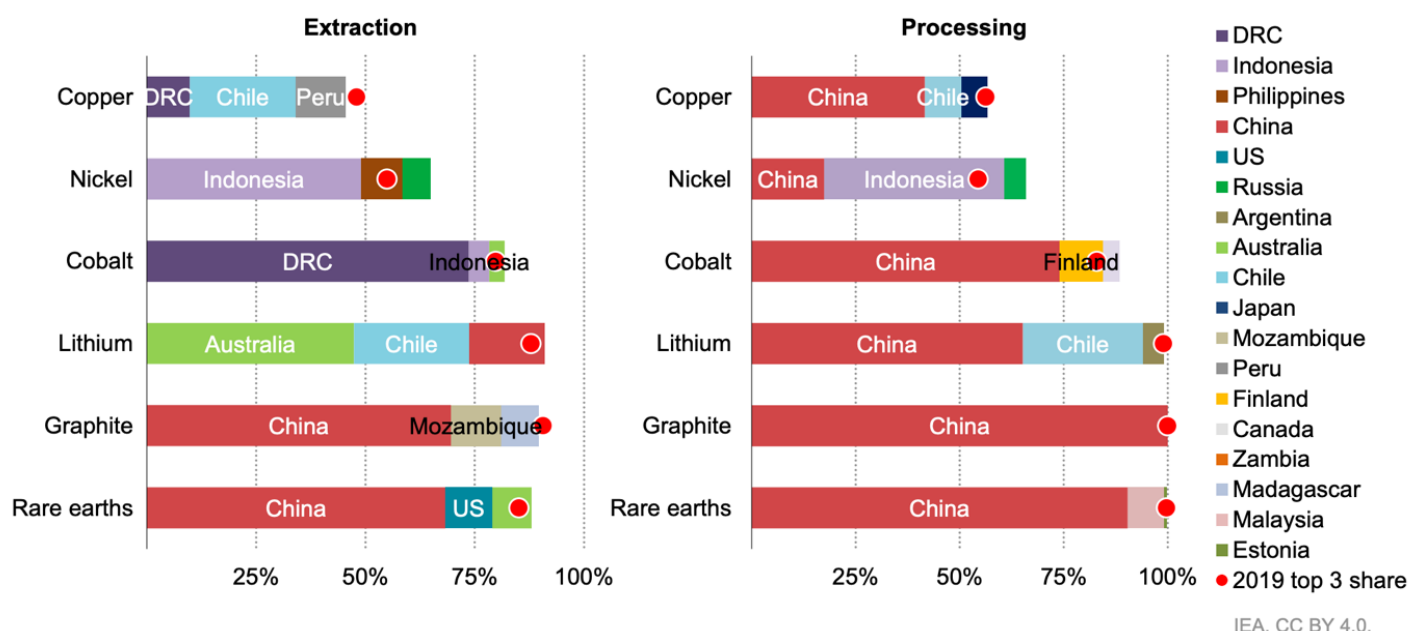 Extraction
Processing
Copper
DRC Chile Peru
Nickel
Indonesia
Cobalt
DRC Indonesia
Lithium
Australia Chile
Graphite
China Mozambique
Rare earths
China US
25% 50% 75% 100%
Copper
China Chile
Nickel
China Indonesia
Cobalt
China Finland
Lithium
China Chile
Graphite
China
Rare earths
China
25% 50% 75% 100%
DRC
Indonesia
Philippines
China
US
Russia
Argentina
Australia
Chile
Japan
Mozambique
Peru
Finland
Canada
Zambia
Madagascar
Malaysia
Estonia
2019 top 3 share
IEA. CC BY 4.0.